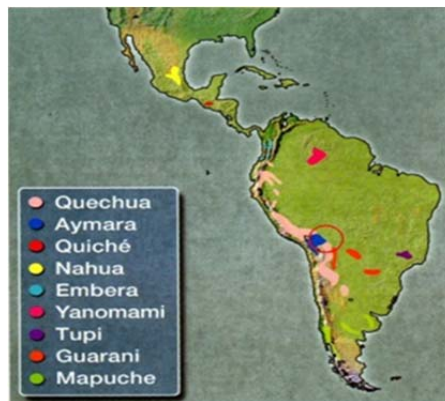 Quechua
Aymara
Quiché
Nahua
Embera
Yanomami
Tupi
Guarani
Mapuche